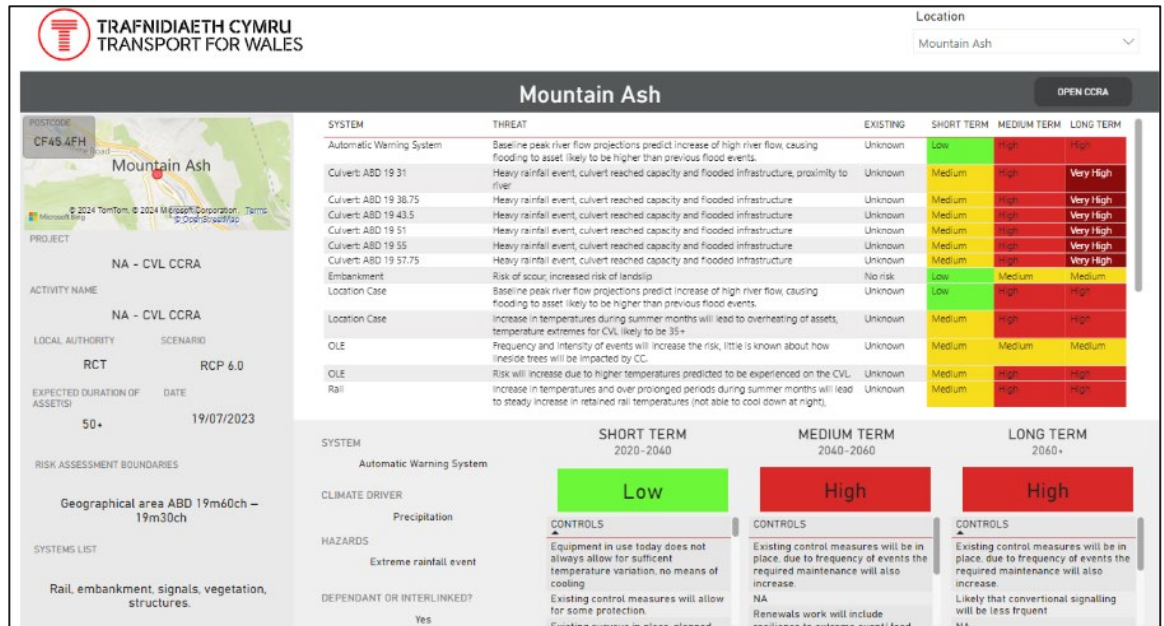 TRAFNIDIAETH CYMRU
TRANSPORT FOR WALES
Location
Mountain Ash
Mountain Ash
OPEN CCRA
POSTCODE
CF45 4FH
Mountain Ash
© 2024 TomTom, © 2024 Microsoft Corporation, Terms
© OpenStreetMap
Microsoft Bing
PROJECT
NA - CVL CCRA
ACTIVITY NAME
NA - CVL CCRA
LOCAL AUTHORITY SCENARIO
RCT RCP 6.0
EXPECTED DURATION OF ASSET(S) DATE
50+ 19/07/2023
RISK ASSESSMENT BOUNDARIES
Geographical area ABD 19m60ch –
19m30ch
SYSTEMS LIST
Rail, embankment, signals, vegetation,
structures.
SYSTEM THREAT EXISTING SHORT TERM MEDIUM TERM LONG TERM
Automatic Warning System Baseline peak river flow projections predict increase of high river flow, causing Unknown Low High High
flooding to asset likely to be higher than previous flood events.
Culvert: ABD 19 31 Heavy rainfall event, culvert reached capacity and flooded infrastructure, proximity to Unknown Medium High Very High
river
Culvert: ABD 19 38.75 Heavy rainfall event, culvert reached capacity and flooded infrastructure Unknown Medium High Very High
Culvert: ABD 19 43.5 Heavy rainfall event, culvert reached capacity and flooded infrastructure Unknown Medium High Very High
Culvert: ABD 19 51 Heavy rainfall event, culvert reached capacity and flooded infrastructure Unknown Medium High Very High
Culvert: ABD 19 55 Heavy rainfall event, culvert reached capacity and flooded infrastructure Unknown Medium High Very High
Culvert: ABD 19 57.75 Heavy rainfall event, culvert reached capacity and flooded infrastructure Unknown Medium High Very High
Embankment Risk of scour, increased risk of landslip No risk Low Medium Medium
Location Case Baseline peak river flow projections predict increase of high river flow, causing Unknown Low High High
flooding to asset likely to be higher than previous flood events.
Location Case Increase in temperatures during summer months will lead to overheating of assets, Unknown Medium High High
temperature extremes for CVL likely to be 35+
OLE Frequency and intensity of events will increase the risk, little is known about how Unknown Medium Medium Medium
lineside trees will be impacted by CC.
OLE Risk will increase due to higher temperatures predicted to be experienced on the CVL. Unknown Medium High High
Rail Increase in temperatures and over prolonged periods during summer months will lead Unknown Medium High High
to steady increase in retained rail temperatures (not able to cool down at night),
SYSTEM
Automatic Warning System
CLIMATE DRIVER
Precipitation
HAZARDS
Extreme rainfall event
DEPENDANT OR INTERLINKED?
Yes
SHORT TERM
2020-2040
Low
CONTROLS
Equipment in use today does not
always allow for sufficent
temperature variation, no means of
cooling
Existing control measures will allow
for some protection.
MEDIUM TERM
2040-2060
High
CONTROLS
Existing control measures will be in
place, due to frequency of events the
required maintenance will also
increase.
NA
Renewals work will include
LONG TERM
2060+
High
CONTROLS
Existing control measures will be in
place, due to frequency of events the
required maintenance will also
increase.
Likely that convertional signalling
will be less frquent
NA